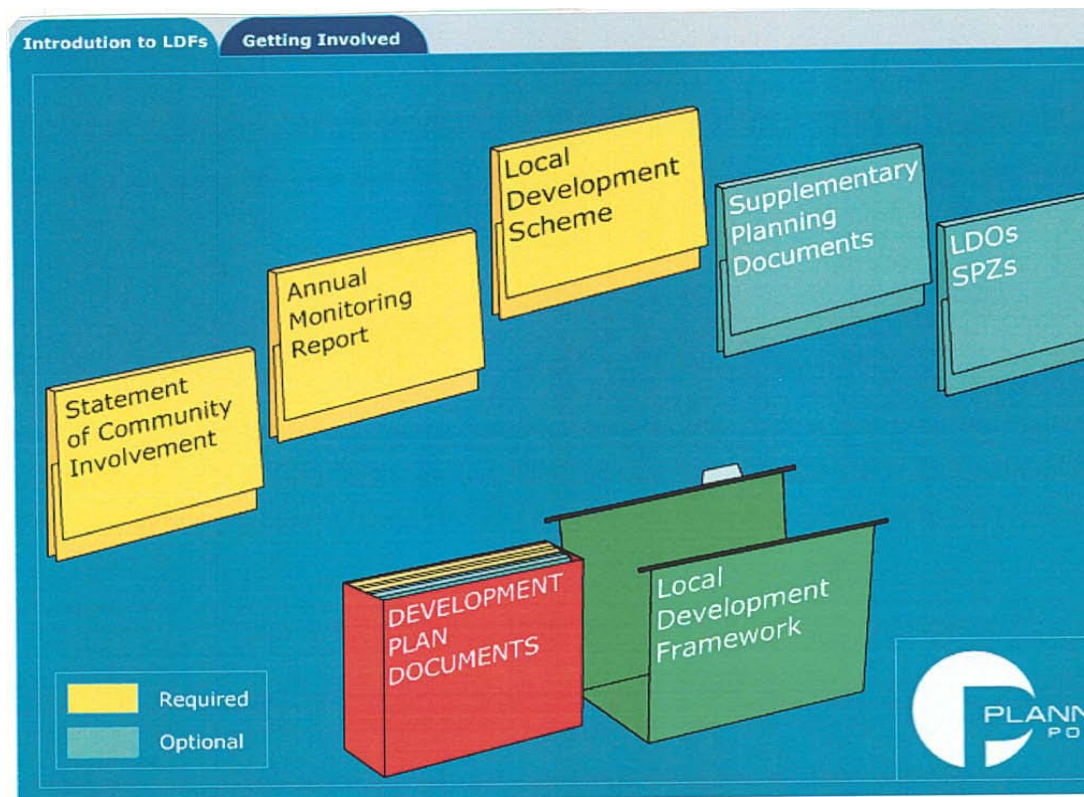 Introdution to LDFs
Getting Involved
Local
Development
Scheme
Supplementary
Planning
Documents
LDOs
SPZs
Annual
Monitoring
Report
Statement
of Community
Involvement
DEVELOPMENT
PLAN
DOCUMENTS
Local
Development
Framework
Required
Optional
PLANN
PO